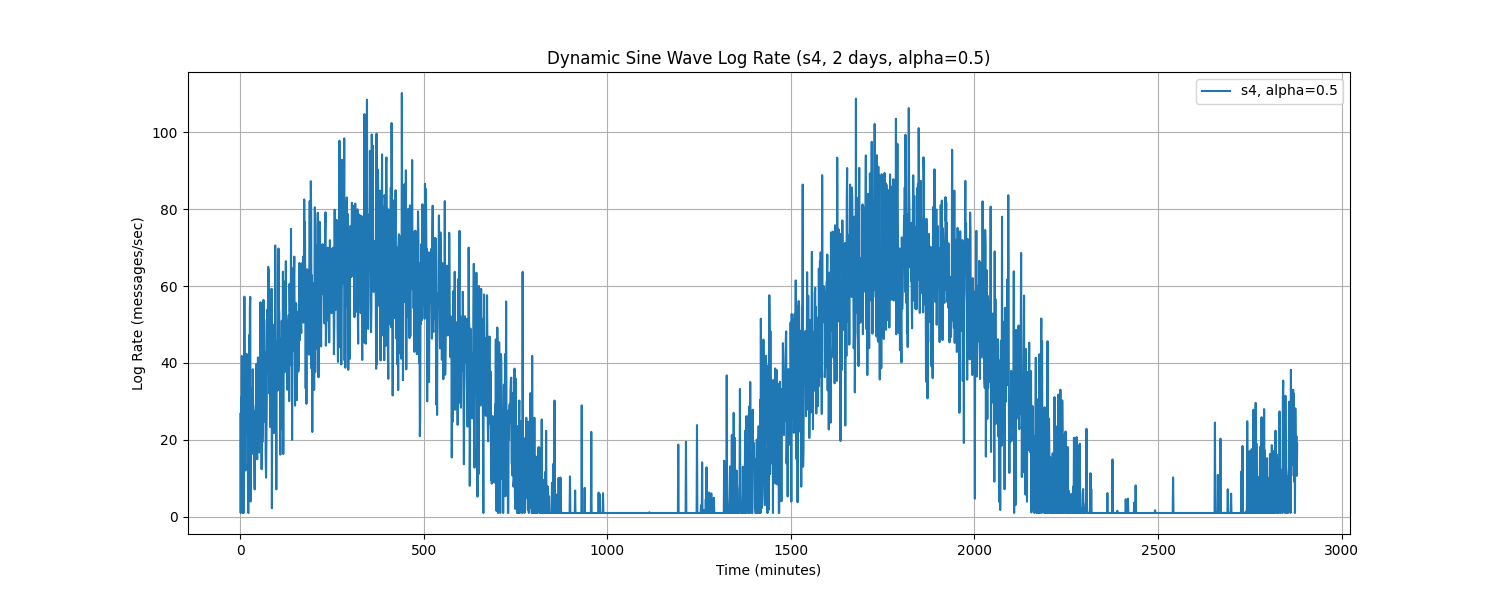 Dynamic Sine Wave Log Rate (s4, 2 days, alpha=0.5)
s4, alpha=0.5
Log Rate (messages/sec)
100
80
60
40
20
0
0 500 1000 1500 2000 2500 3000
Time (minutes)